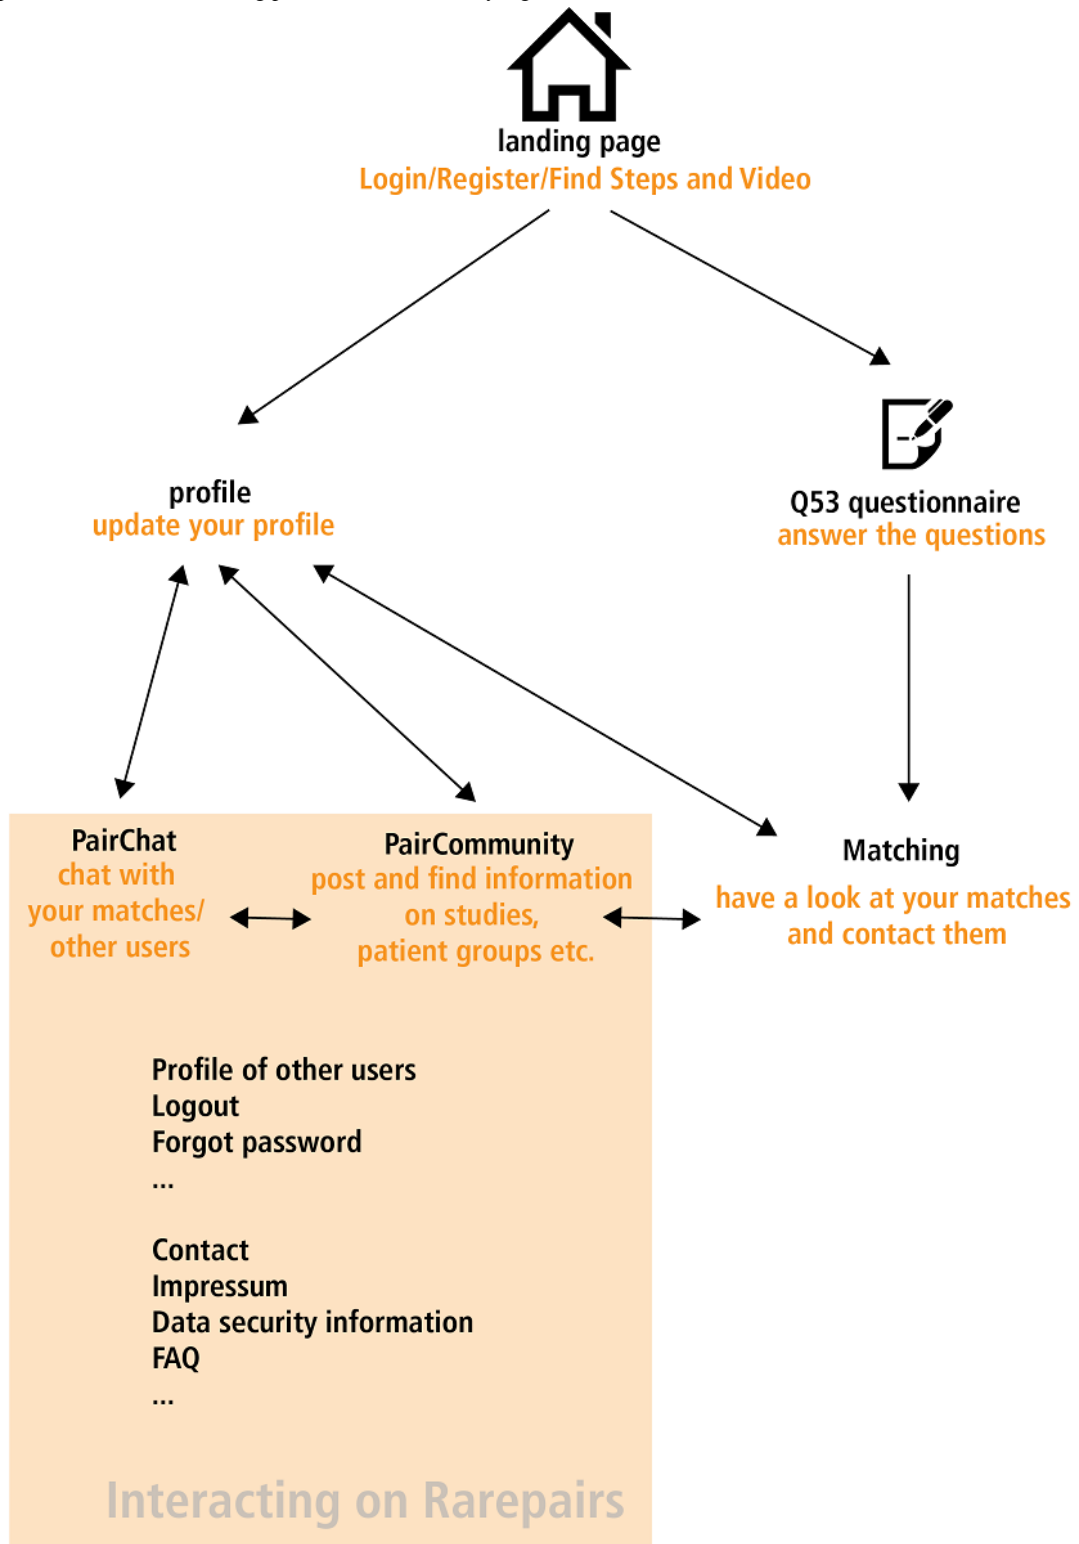 landing page
Login/Register/Find Steps and Video
profile
update your profile
Q53 questionnaire
answer the questions
PairChat
chat with
your matches/
other users
PairCommunity
post and find information
on studies,
patient groups etc.
Matching
have a look at your matches
and contact them
Profile of other users
Logout
Forgot password
...
Contact
Impressum
Data security information
FAQ
...
Interacting on Rarepairs